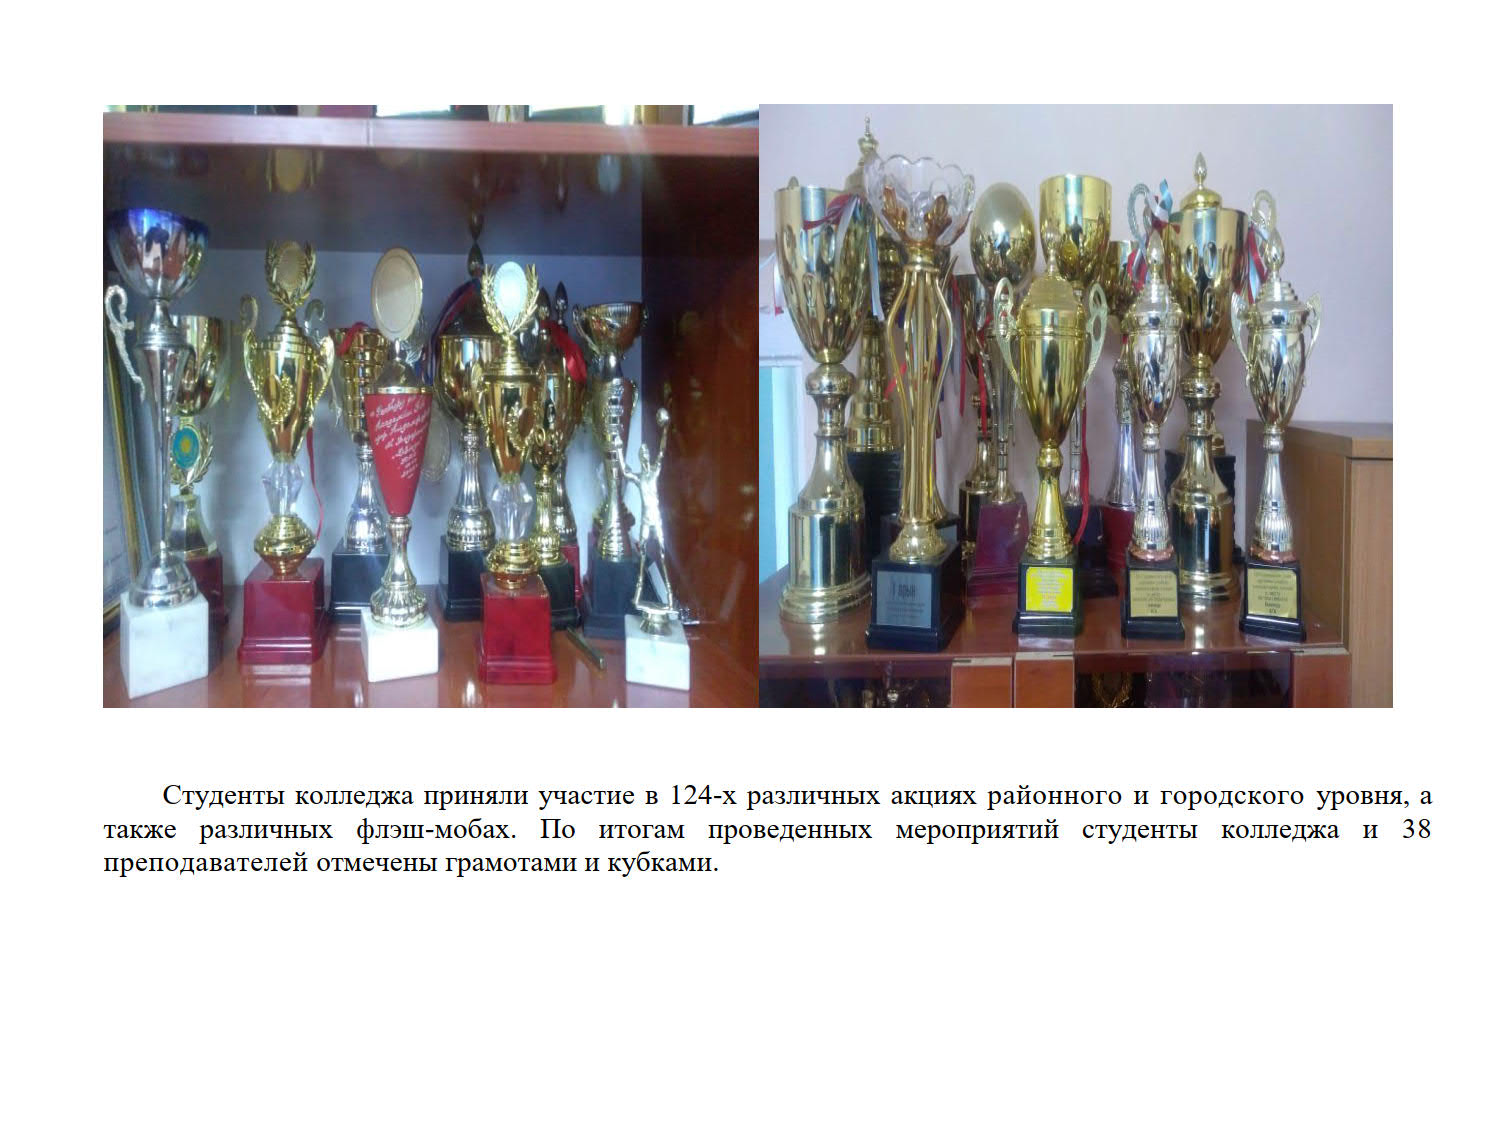 I ОРЫН
Студенты колледжа приняли участие в 124-х различных акциях районного и городского уровня, а
также различных флэш-мобах. По итогам проведенных мероприятий студенты колледжа и 38
преподавателей отмечены грамотами и кубками.